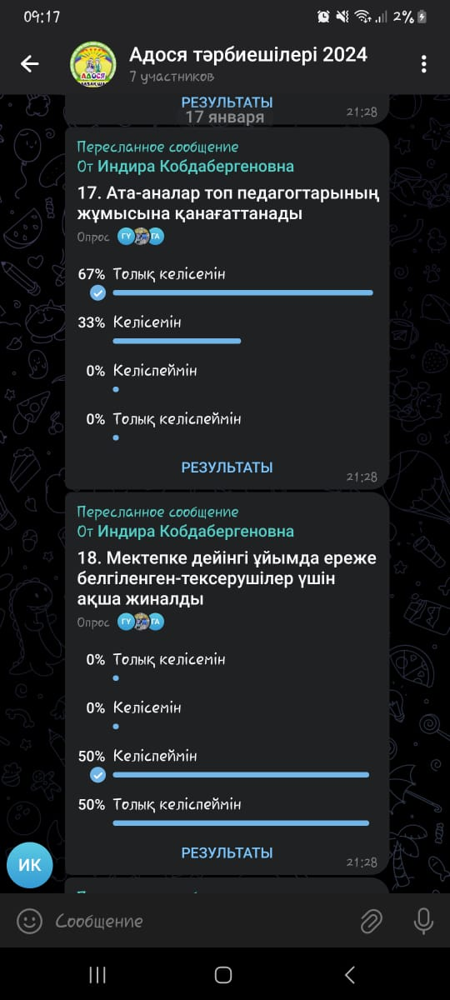 09:17
2%
Адося тәрбиешілері 2024
7 участников
АДОСЯ
РЕЗУЛЬТАТЫ
21:28
17 января
Пересланное сообщение
От Индира Кобдабергеновна
17. Ата-аналар топ педагогтарының
жұмысына қанағаттанады
Опрос ГҮ ГА
67% Толық келісемін
33% Келісемін
0% Келіспеймін
0% Толық келіспеймін
РЕЗУЛЬТАТЫ
21:28
Пересланное сообщение
От Индира Кобдабергеновна
18. Мектепке дейінгі ұйымда ереже
белгіленген-тексерушілер үшін
ақша жиналды
Опрос ГҮ ГА
0% Толық келісемін
0% Келісемін
50% Келіспеймін
50% Толық келіспеймін
РЕЗУЛЬТАТЫ
21:28
ИК
Сообщение